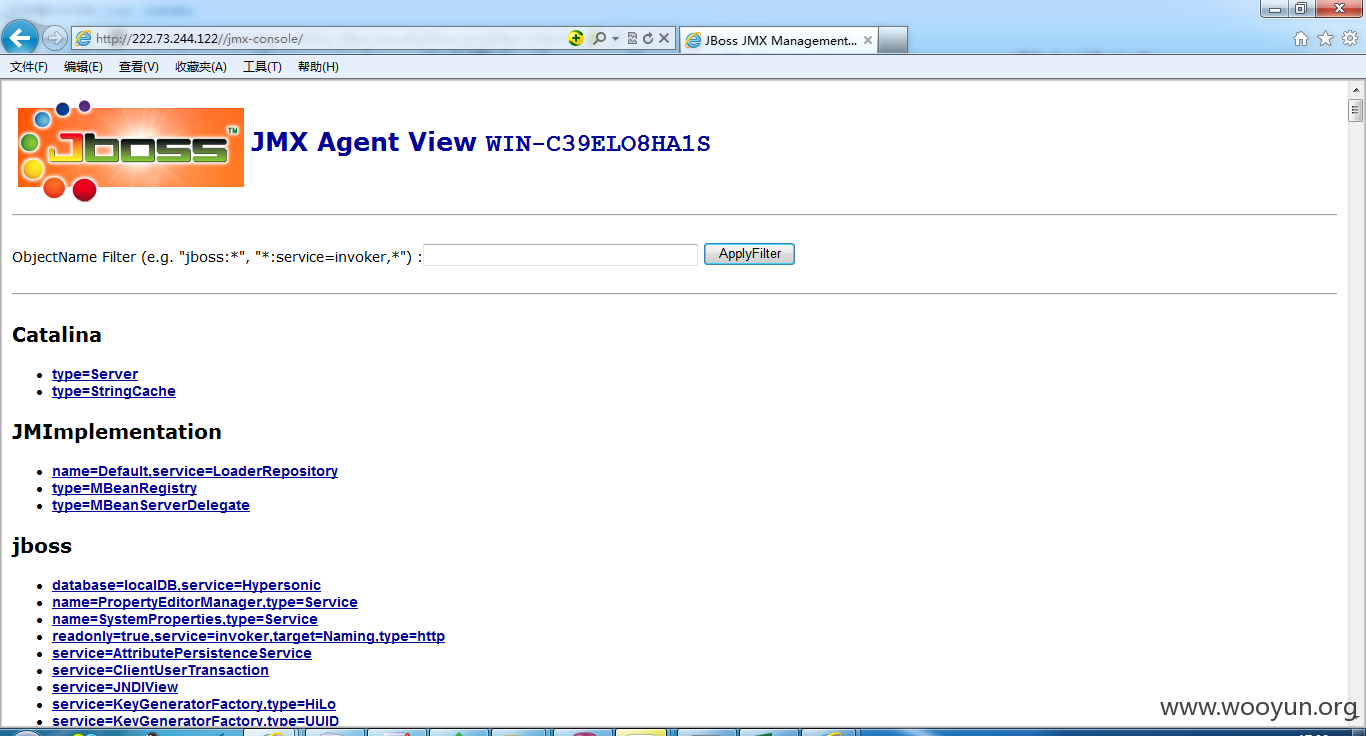 http://222.73.244.122//jmx-console/
JBoss JMX Management...
文件(F) 编辑(E) 查看(V) 收藏夹(A) 工具(T) 帮助(H)
Jboss TM
JMX Agent View WIN-C39ELO8HA1S
ObjectName Filter (e.g. "jboss:*", "*:service=invoker,*") : ApplyFilter
Catalina
type=Server
type=StringCache
JMImplementation
name=Default,service=LoaderRepository
type=MBeanRegistry
type=MBeanServerDelegate
jboss
database=localDB,service=Hypersonic
name=PropertyEditorManager,type=Service
name=SystemProperties,type=Service
readonly=true,service=invoker,target=Naming,type=http
service=AttributePersistenceService
service=ClientUserTransaction
service=JNDIView
service=KeyGeneratorFactory,type=HiLo
service=KeyGeneratorFactory,type=UUID
www.wooyun.org